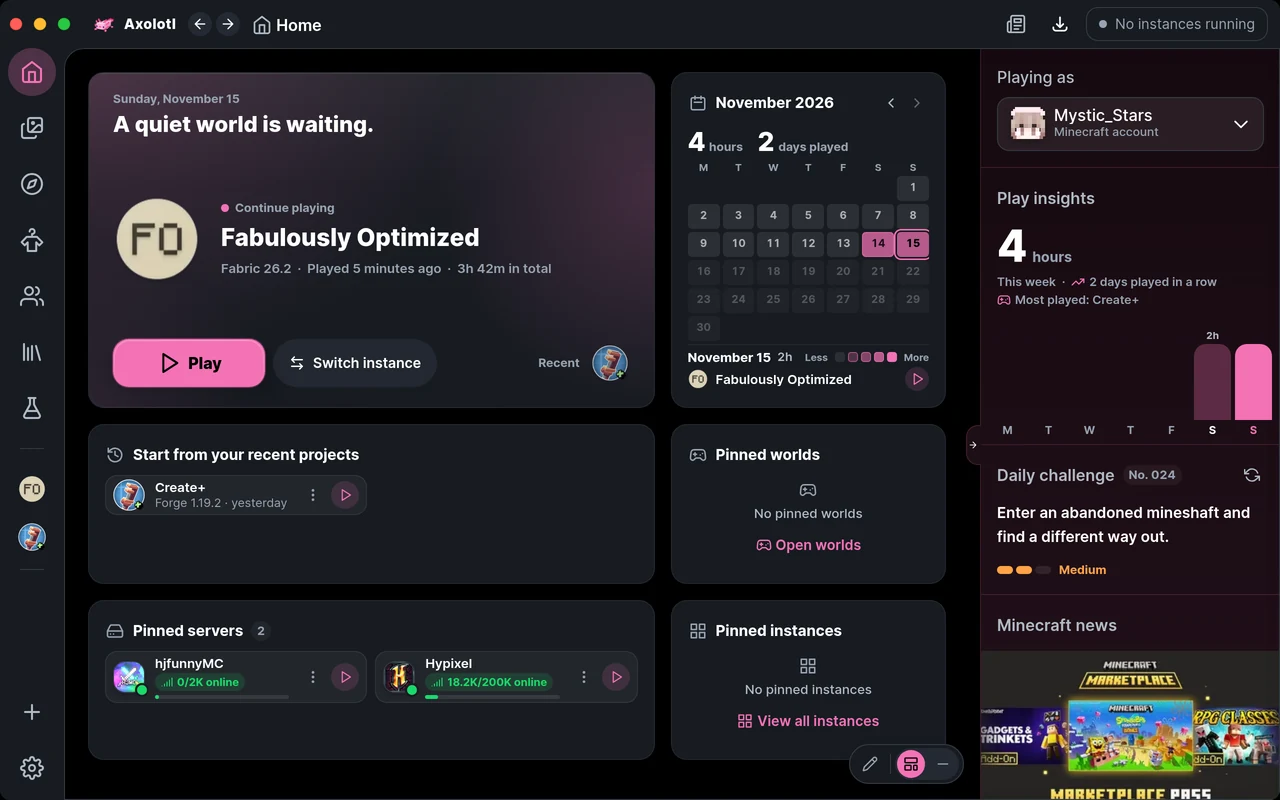 Axolotl
Home
No instances running
Sunday, November 15
A quiet world is waiting.
FO
Continue playing
Fabulously Optimized
Fabric 26.2 · Played 5 minutes ago · 3h 42m in total
Play
Switch instance
Recent
November 2026
4 hours 2 days played
M T W T F S S
1
2 3 4 5 6 7 8
9 10 11 12 13 14 15
16 17 18 19 20 21 22
23 24 25 26 27 28 29
30
November 15 2h Less More
FO Fabulously Optimized
Start from your recent projects
Create+
Forge 1.19.2 · yesterday
Pinned worlds
No pinned worlds
Open worlds
Pinned servers 2
hjfunnyMC
0/2K online
Hypixel
18.2K/200K online
Pinned instances
No pinned instances
View all instances
FO
Playing as
Mystic_Stars
Minecraft account
Play insights
4 hours
This week · 2 days played in a row
Most played: Create+
2h
M T W T F S S
Daily challenge No. 024
Enter an abandoned mineshaft and
find a different way out.
Medium
Minecraft news
MINECRAFT
MARKETPLACE
GADGETS &
TRINKETS
Add-On
MINECRAFT
RPG CLASSES
dd-On
MARKETPLACE PASS